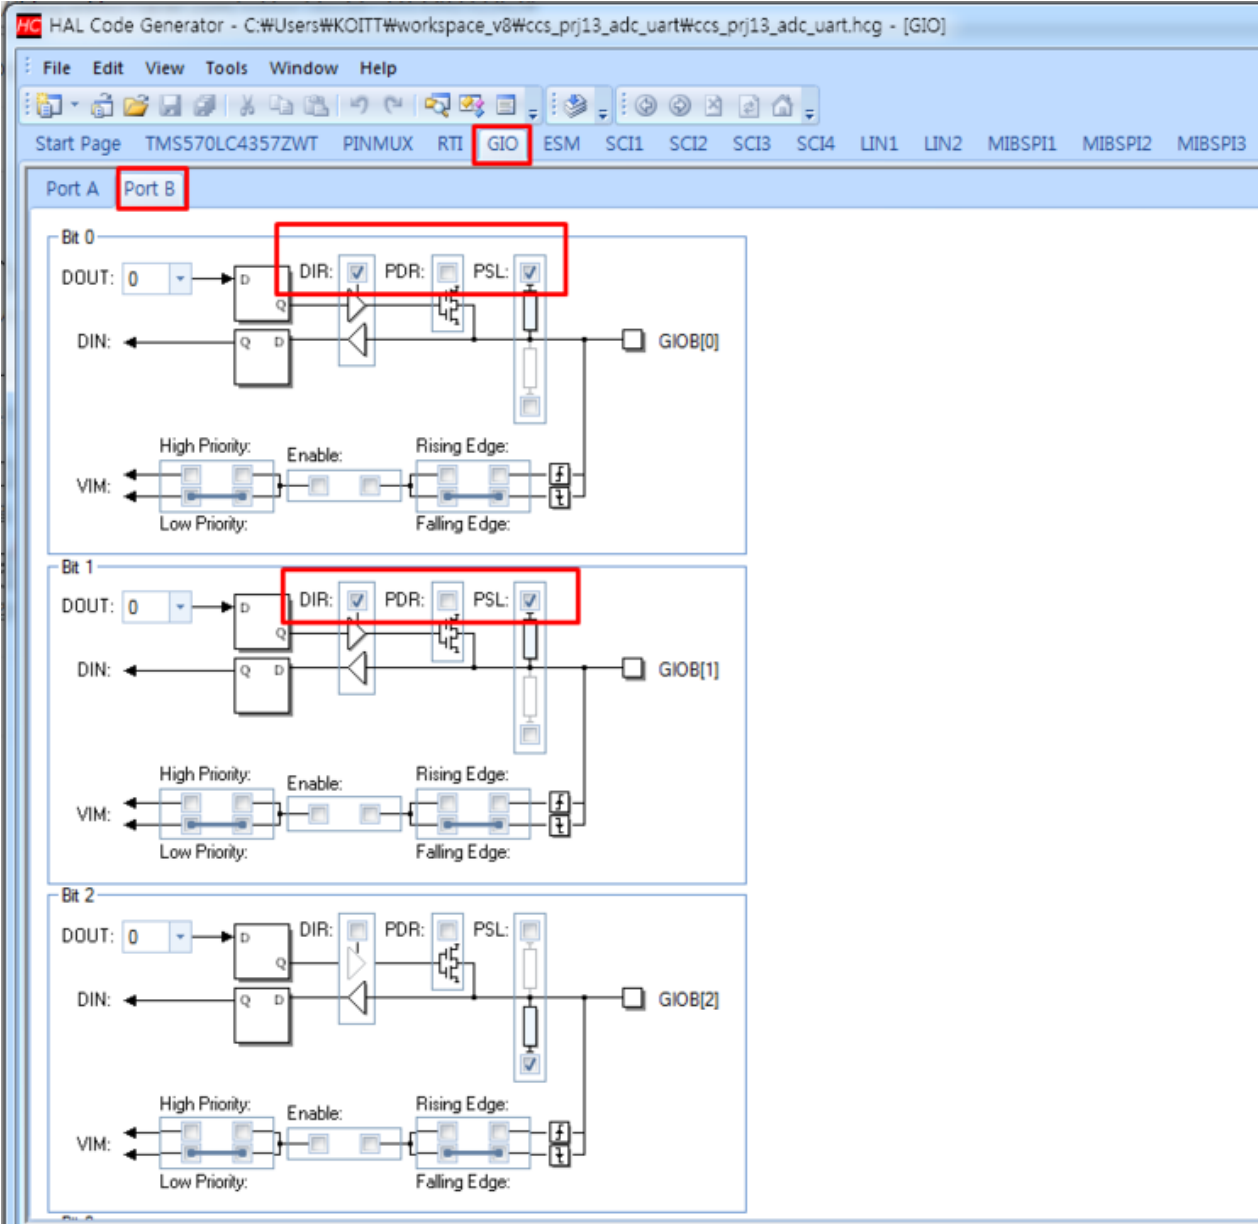 HC HAL Code Generator - C:₩Users₩KOITT₩workspace_v8₩ccs_prj13_adc_uart₩ccs_prj13_adc_uart.hcg - [GIO]
File Edit View Tools Window Help
Start Page TMS570LC4357ZWT PINMUX RTI GIO ESM SCI1 SCI2 SCI3 SCI4 LIN1 LIN2 MIBSPI1 MIBSPI2 MIBSPI3
Port A Port B
Bit 0
DOUT: 0 D Q DIR: PDR: PSL:
DIN: Q D GIOB[0]
High Priority: Enable: Rising Edge:
VIM:
Low Priority: Falling Edge:
Bit 1
DOUT: 0 D Q DIR: PDR: PSL:
DIN: Q D GIOB[1]
High Priority: Enable: Rising Edge:
VIM:
Low Priority: Falling Edge:
Bit 2
DOUT: 0 D Q DIR: PDR: PSL:
DIN: Q D GIOB[2]
High Priority: Enable: Rising Edge:
VIM:
Low Priority: Falling Edge: